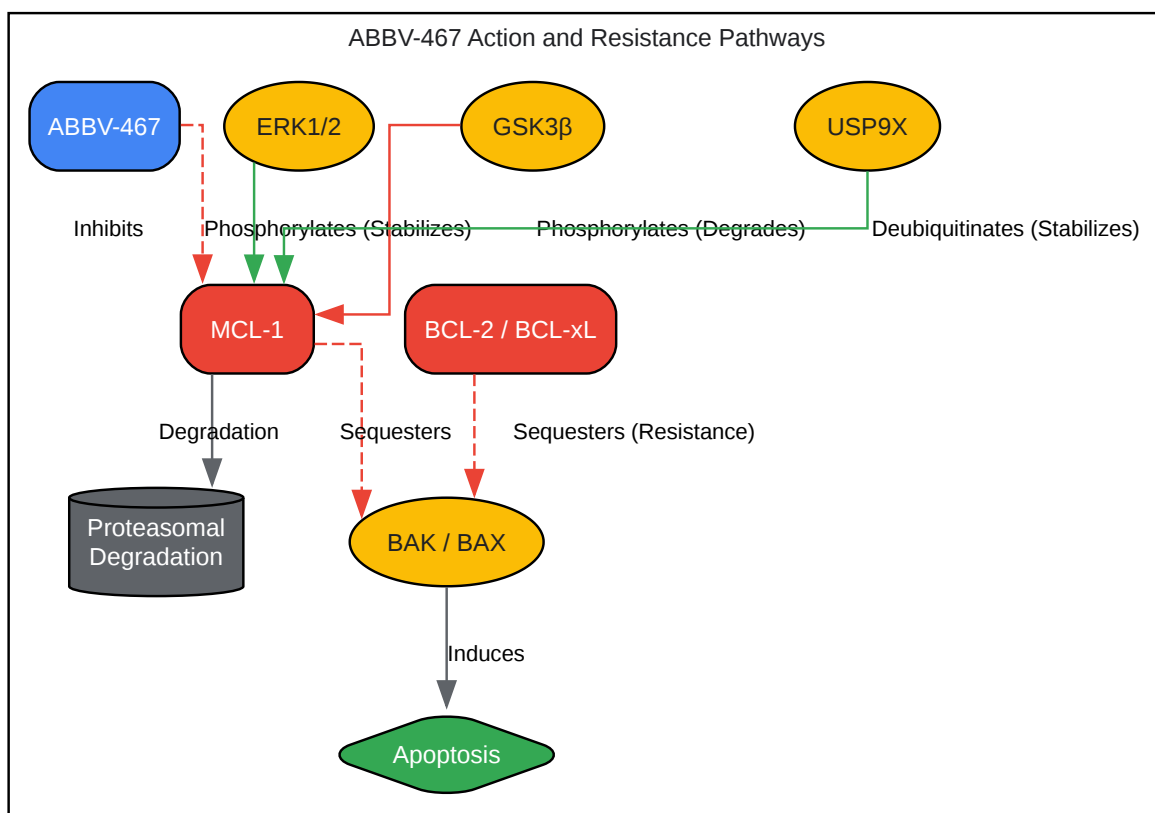 ABBV-467 Action and Resistance Pathways
ABBV-467
ERK1/2
GSK3β
USP9X
Inhibits
Phosphorylates (Stabilizes)
Phosphorylates (Degrades)
Deubiquitinates (Stabilizes)
MCL-1
BCL-2 / BCL-xL
Degradation
Sequesters
Sequesters (Resistance)
Proteasomal
Degradation
BAK / BAX
Induces
Apoptosis